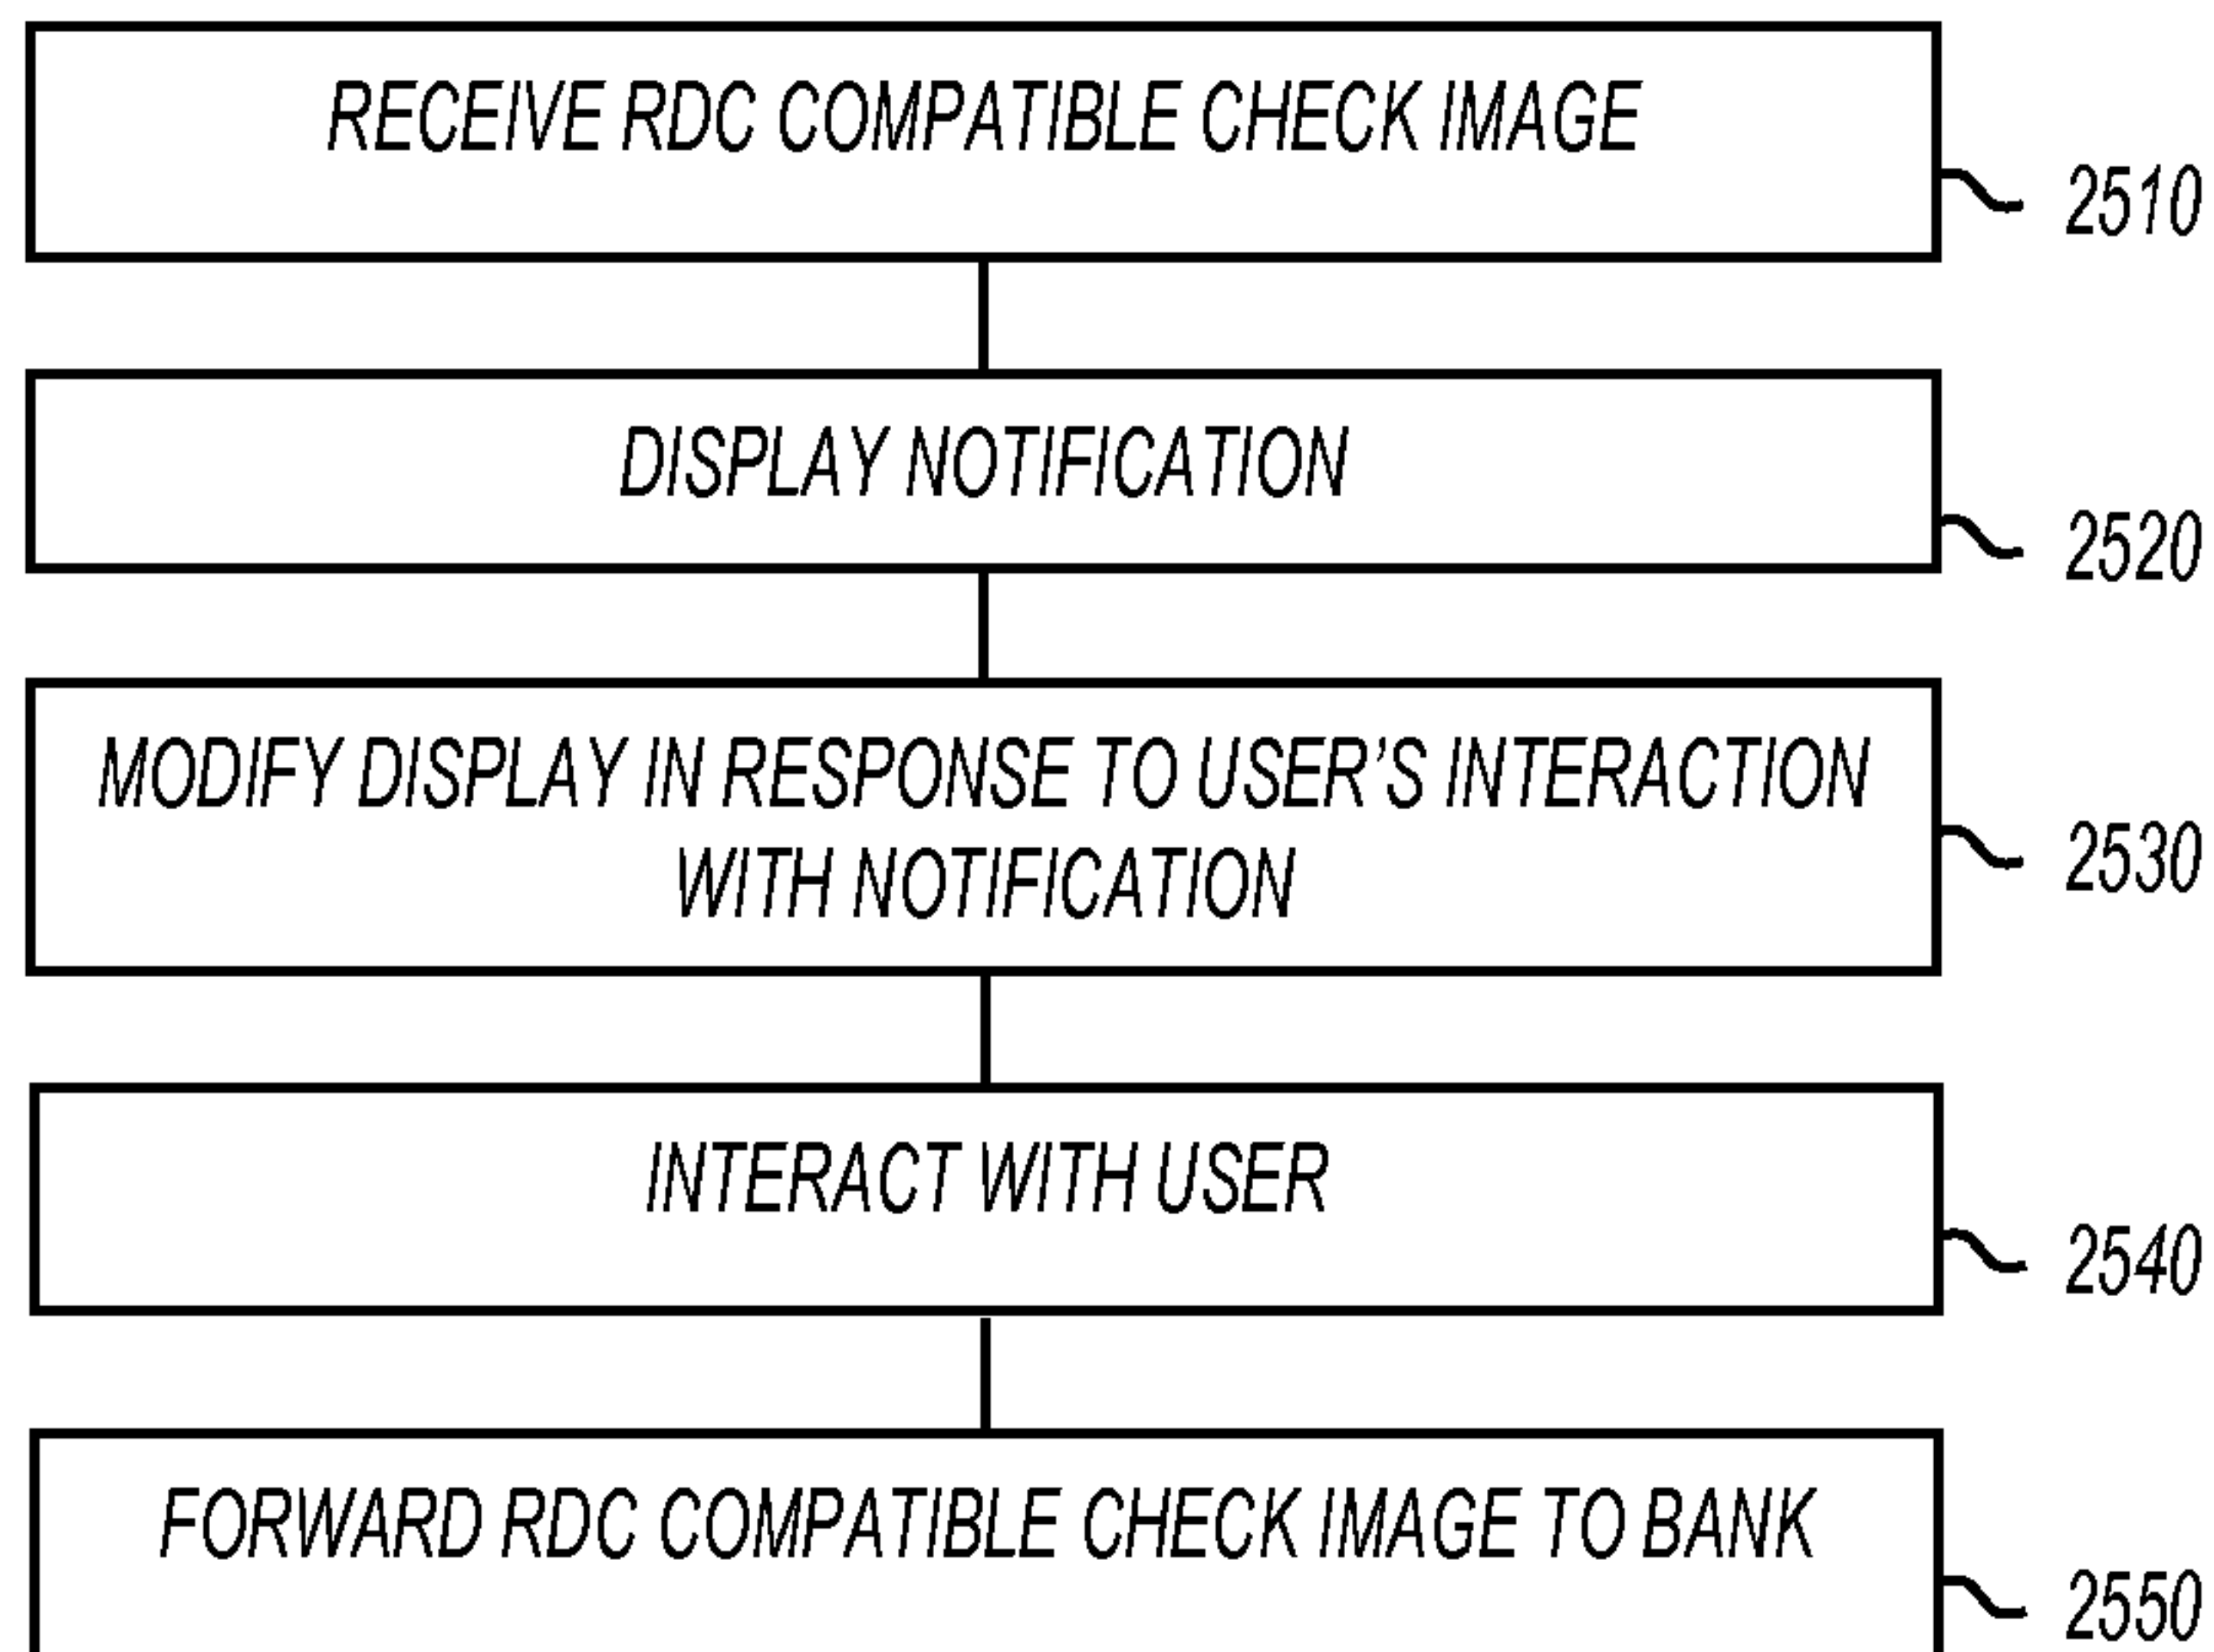 RECEIVE RDC COMPATIBLE CHECK IMAGE
2510
DISPLAY NOTIFICATION
2520
MODIFY DISPLAY IN RESPONSE TO USER'S INTERACTION
WITH NOTIFICATION
2530
INTERACT WITH USER
2540
FORWARD RDC COMPATIBLE CHECK IMAGE TO BANK
2550